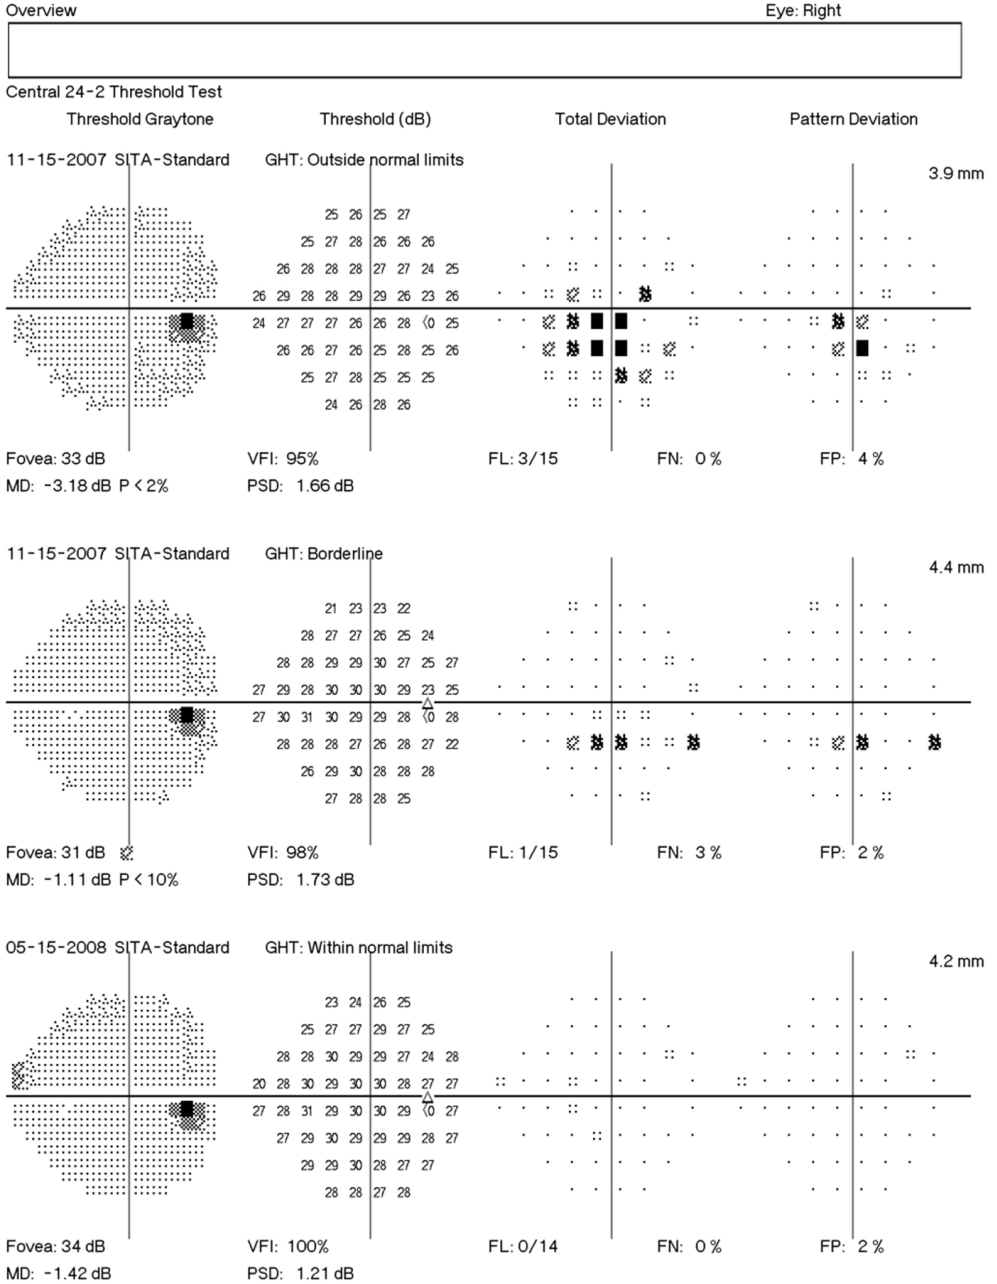 Overview Eye: Right
Central 24-2 Threshold Test
Threshold Graytone Threshold (dB) Total Deviation Pattern Deviation
11-15-2007 SITA-Standard GHT: Outside normal limits
3.9 mm
25 26 25 27
25 27 28 26 26 26
26 28 28 28 27 27 24 25
26 29 28 28 29 29 26 23 26
24 27 27 27 26 26 28 <0 25
26 26 27 26 25 28 25 26
25 27 28 25 25 25
24 26 28 26
Fovea: 33 dB VFI: 95% FL: 3/15 FN: 0 % FP: 4 %
MD: -3.18 dB P < 2% PSD: 1.66 dB
11-15-2007 SITA-Standard GHT: Borderline
4.4 mm
21 23 23 22
28 27 27 26 25 24
28 28 29 29 30 27 25 27
27 29 28 30 30 30 29 23 25
27 30 31 30 29 29 28 <0 28
28 28 28 27 26 28 27 22
26 29 30 28 28 28
27 28 28 25
Fovea: 31 dB VFI: 98% FL: 1/15 FN: 3 % FP: 2 %
MD: -1.11 dB P < 10% PSD: 1.73 dB
05-15-2008 SITA-Standard GHT: Within normal limits
4.2 mm
23 24 26 25
25 27 27 29 27 25
28 28 30 29 29 27 24 28
20 28 30 29 30 30 28 27 27
27 28 31 29 30 30 29 <0 27
27 29 30 29 29 29 28 27
29 29 30 28 27 27
28 28 27 28
Fovea: 34 dB VFI: 100% FL: 0/14 FN: 0 % FP: 2 %
MD: -1.42 dB PSD: 1.21 dB